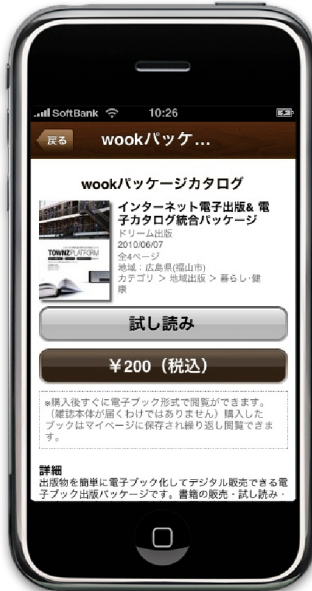 SoftBank 10:26
戻る wookパッケ...
wookパッケージカタログ
インターネット電子出版& 電
子カタログ統合パッケージ
ドリーム出版
2010/06/07
全4ページ
地域：広島県(福山市)
カテゴリ > 地域出版 > 暮らし･健
康
TOWNZPLATFORM
試し読み
￥200（税込）
※購入後すぐに電子ブック形式で閲覧ができます。
（雑誌本体が届くわけではありません）購入した
ブックはマイページに保存され繰り返し閲覧できま
す。
詳細
出版物を簡単に電子ブック化してデジタル販売できる電
子ブック出版パッケージです。書籍の販売・試し読み・